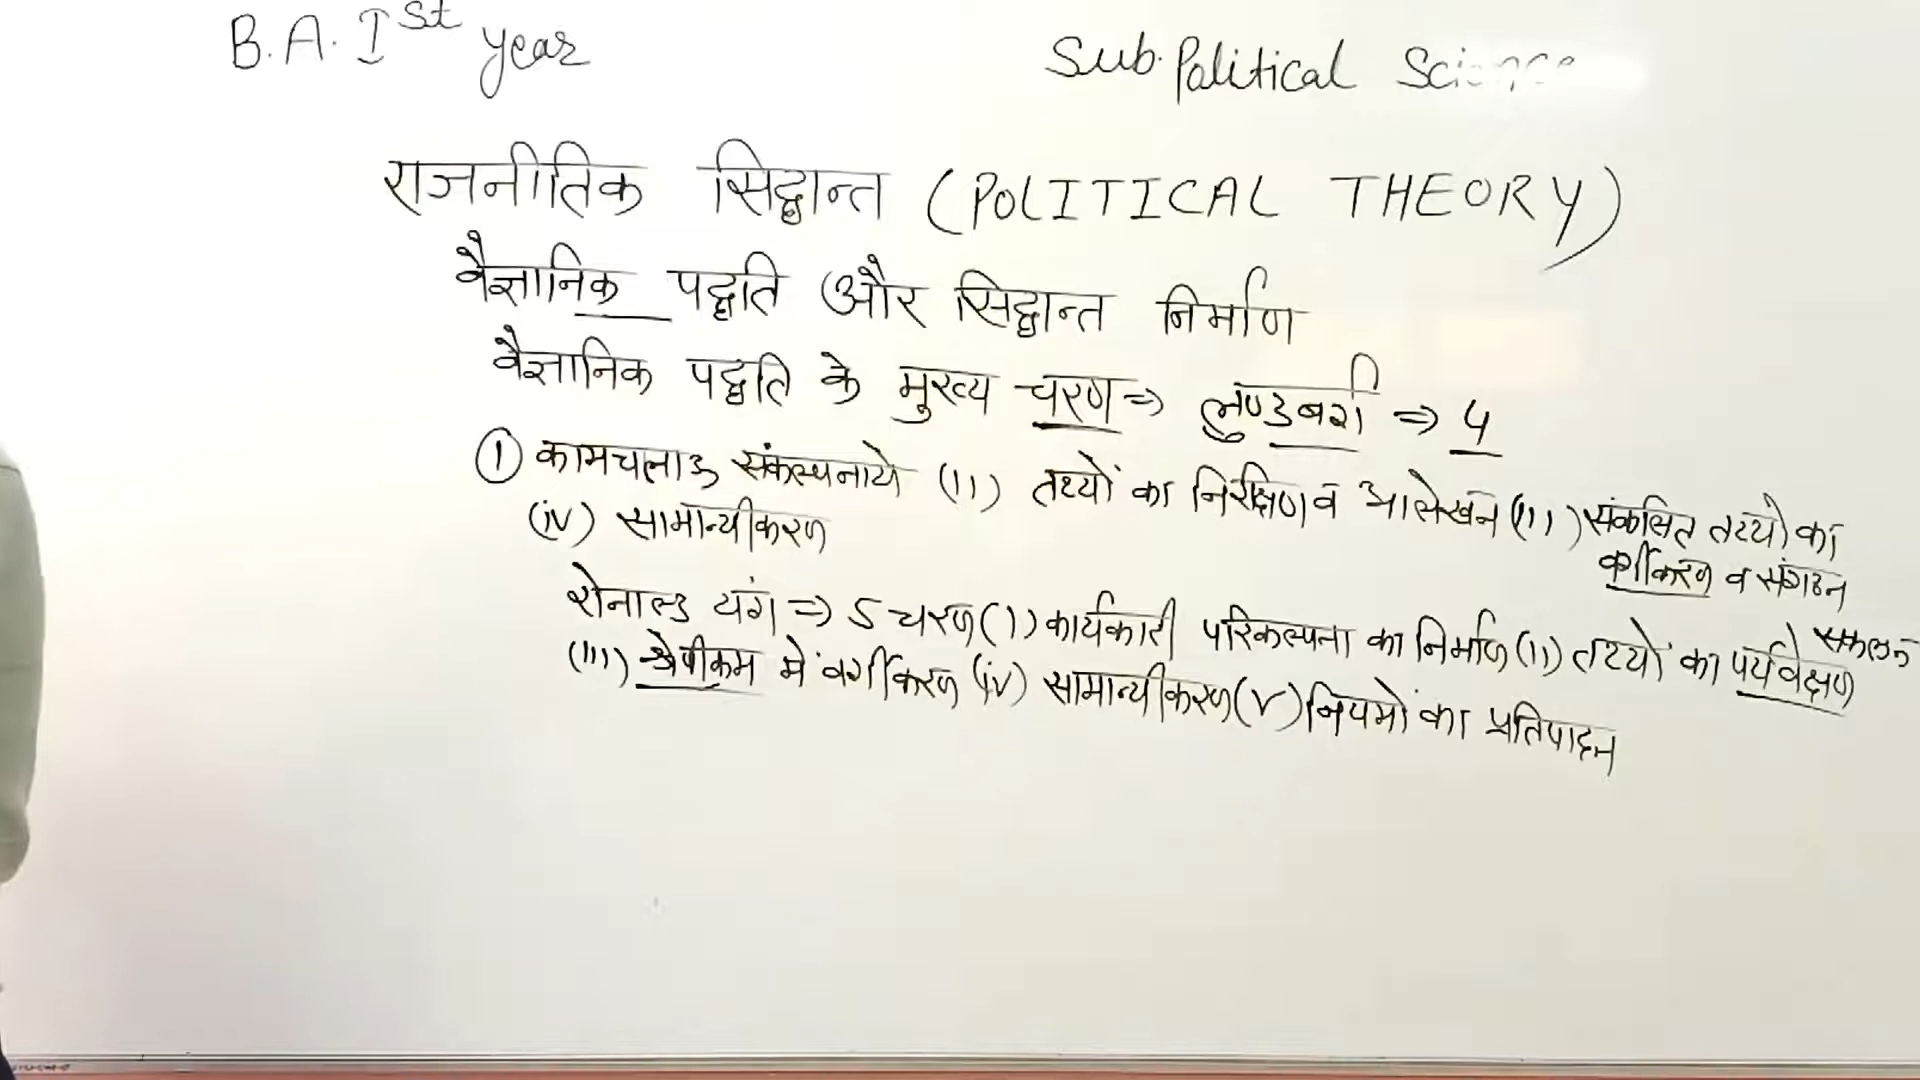 B.A. Ist year
Sub. Political Science
राजनीतिक सिद्धान्त (POLITICAL THEORY)
वैज्ञानिक पद्धति और सिद्धान्त निर्माण
वैज्ञानिक पद्धति के मुख्य चरण ⇒ लुण्डबर्ग ⇒ 4
① कामचलाऊ संकल्पनाये (ii) तथ्यों का निरीक्षण व आलेखन (iii) संकलित तथ्यों का
वर्गीकरण व संगठन
(iv) सामान्यीकरण
रोनाल्ड यंग ⇒ 5 चरण (i) कार्यकारी परिकल्पना का निर्माण (ii) तथ्यों का पर्यवेक्षण संकलन
(iii) श्रेणीक्रम में वर्गीकरण (iv) सामान्यीकरण (v) नियमों का प्रतिपादन